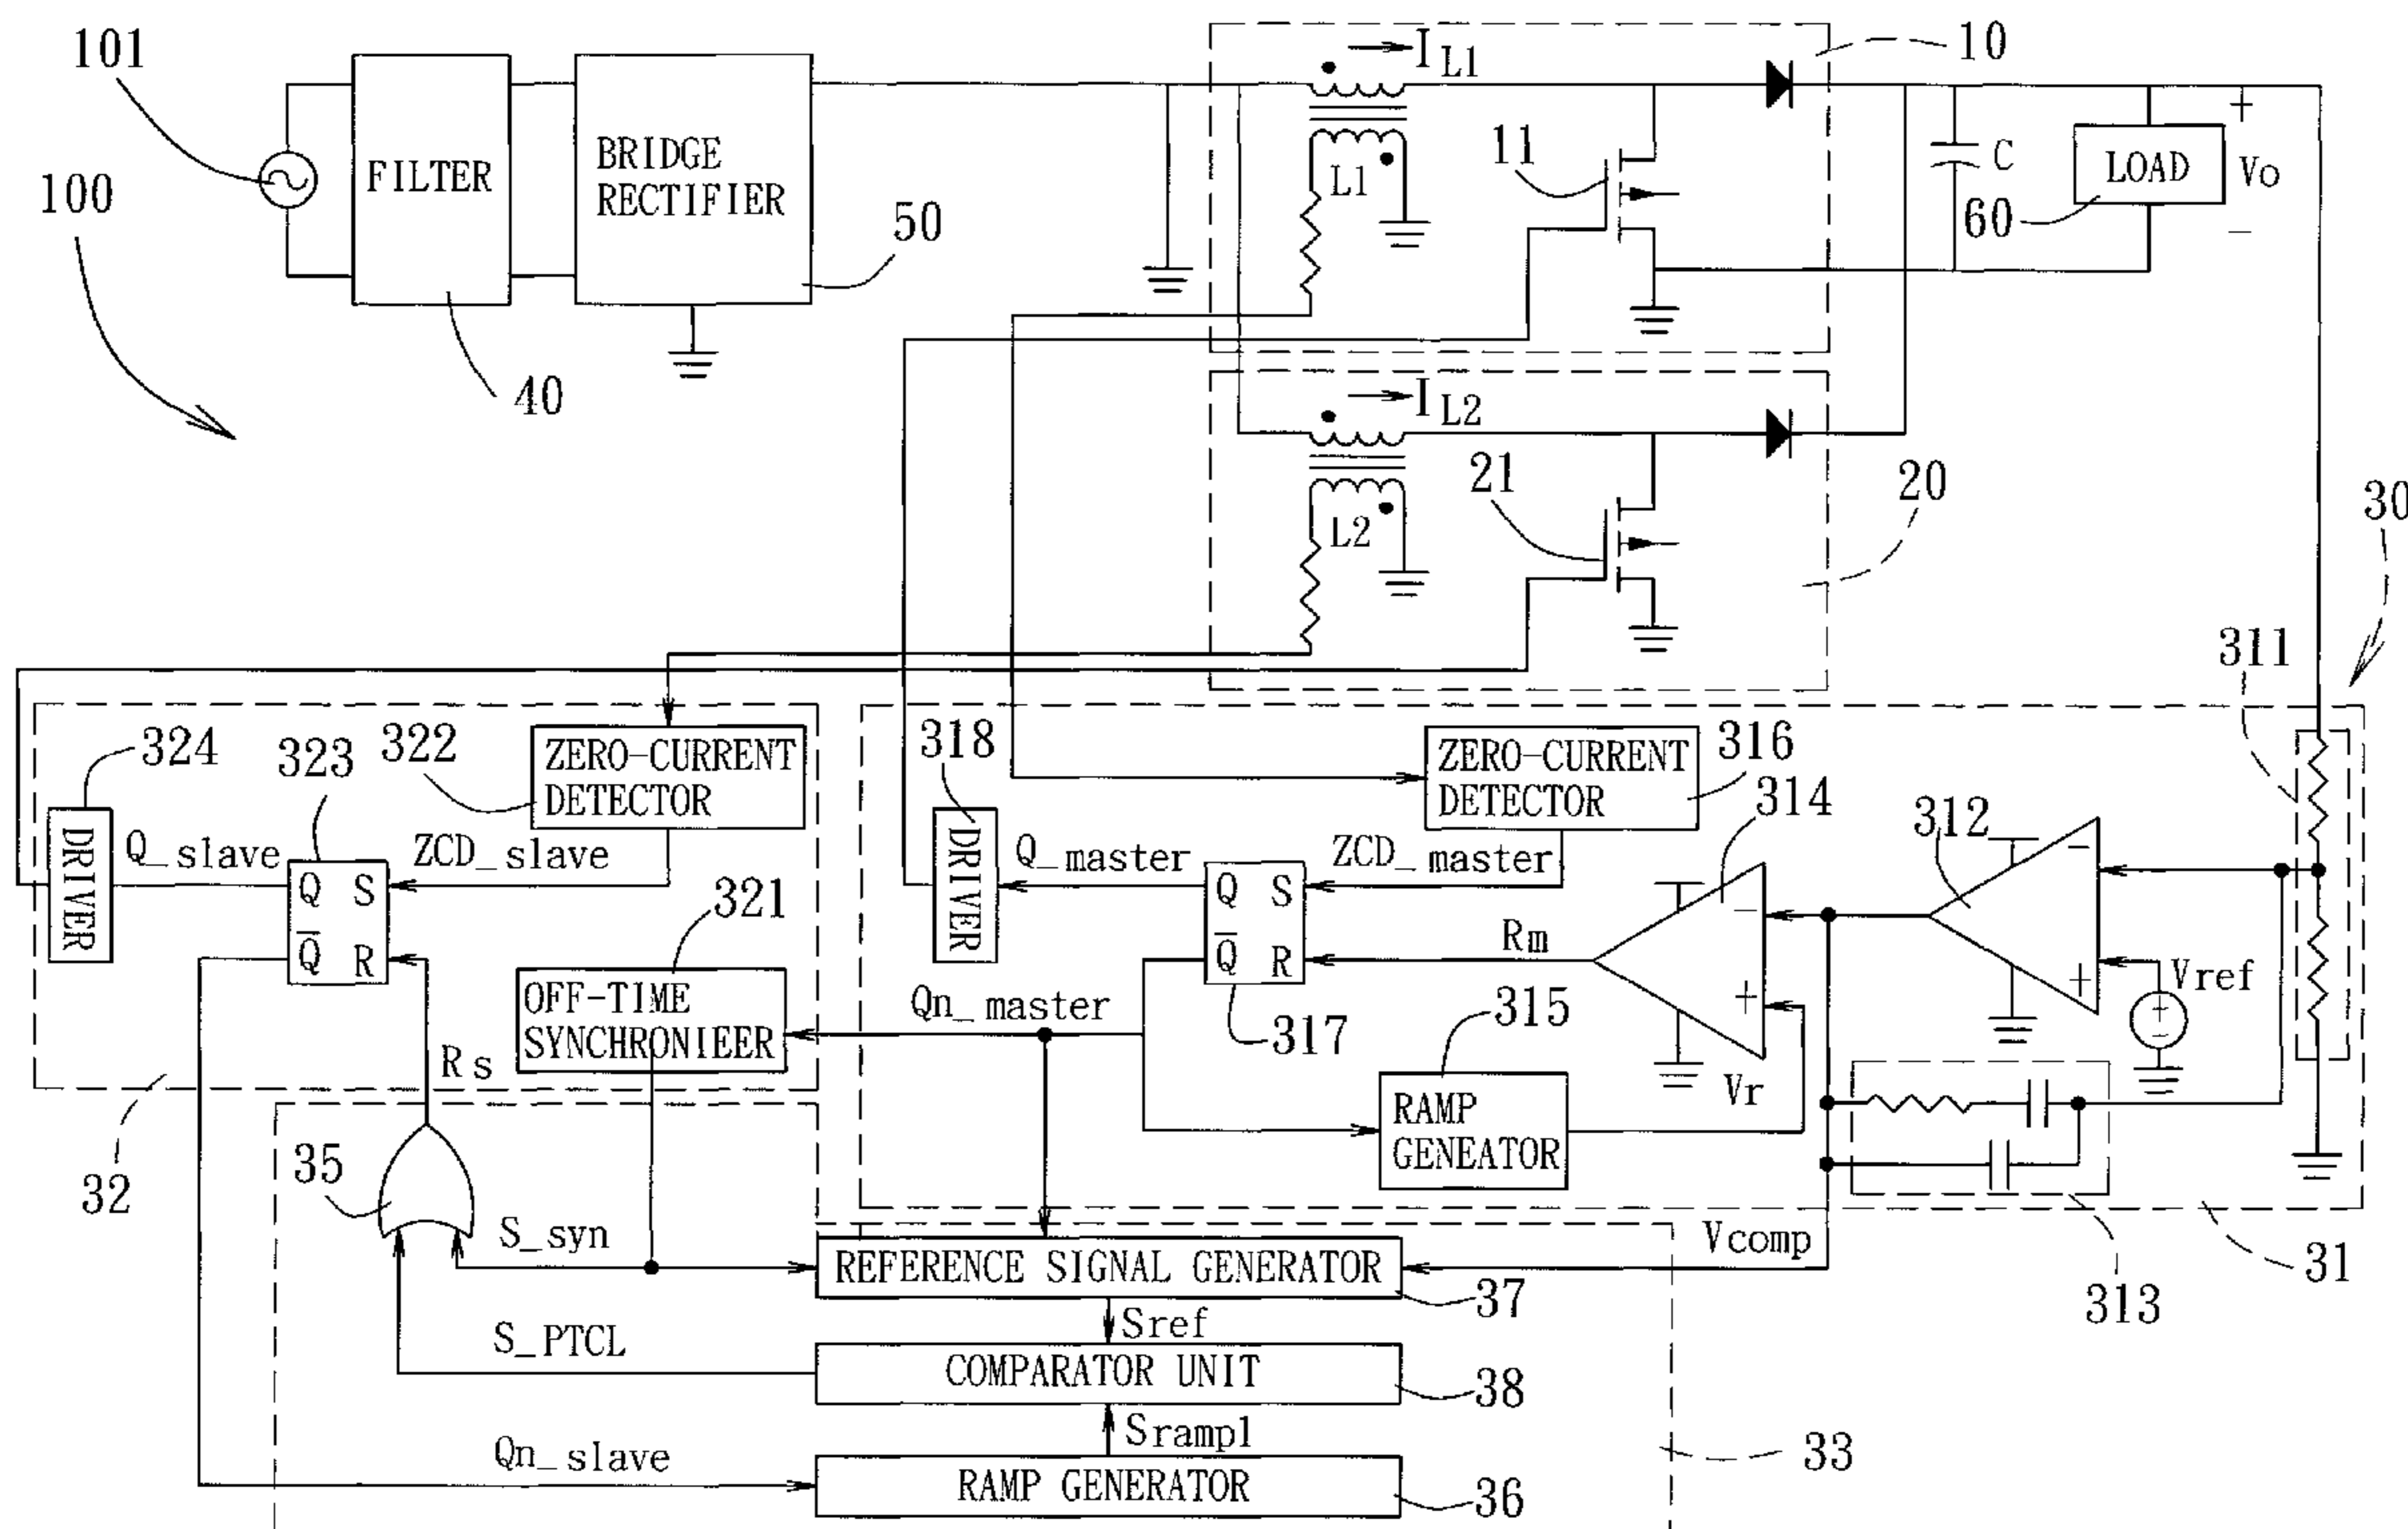 101
100
FILTER
40
BRIDGE
RECTIFIER
50
IL1
10
L1
11
C
LOAD
60
+
Vo
−
IL2
L2
21
20
30
311
324
DRIVER
Q_slave
323
Q S
Q̅ R
322
ZERO-CURRENT
DETECTOR
ZCD_slave
321
OFF-TIME
SYNCHRONIEER
Rs
32
318
DRIVER
Q_master
ZERO-CURRENT
DETECTOR
316
ZCD_master
Q S
Q̅ R
317
Qn_master
Rm
314
−
+
315
RAMP
GENEATOR
Vr
312
−
+
Vref
+
−
313
31
35
S_syn
REFERENCE SIGNAL GENERATOR
37
Vcomp
Sref
S_PTCL
COMPARATOR UNIT
38
Sramp1
Qn_slave
RAMP GENERATOR
36
33